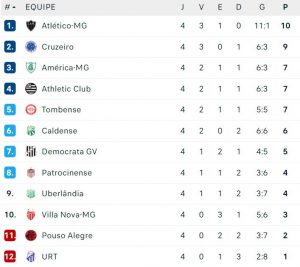 # EQUIPE J V E D G P
1. Atlético-MG 4 3 1 0 11:1 10
2. Cruzeiro 4 3 0 1 6:3 9
3. América-MG 4 2 1 1 6:3 7
4. Athletic Club 4 2 1 1 8:7 7
5. Tombense 4 2 1 1 6:5 7
6. Caldense 4 2 0 2 6:6 6
7. Democrata GV 4 1 2 1 4:5 5
8. Patrocinense 4 1 1 2 3:6 4
9. Uberlândia 4 1 1 2 3:7 4
10. Villa Nova-MG 4 0 3 1 5:6 3
11. Pouso Alegre 4 0 2 2 3:7 2
12. URT 4 0 1 3 2:8 1